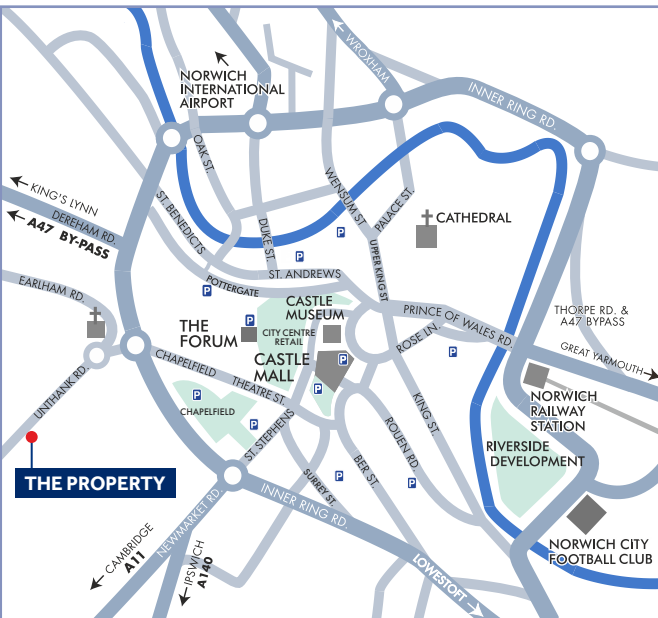 WROXHAM
NORWICH
INTERNATIONAL
AIRPORT
INNER RING RD.
OAK ST.
KING'S LYNN
DEREHAM RD.
A47 BY-PASS
ST. BENEDICTS
WENSUM ST
PALACE ST.
CATHEDRAL
DUKE ST.
UPPER KING ST
EARLHAM RD.
POTTERGATE
ST. ANDREWS
P
P
P
P
CASTLE
MUSEUM
THE
FORUM
CITY CENTRE
RETAIL
PRINCE OF WALES RD
ROSE IN.
THORPE RD. &
A47 BYPASS
GREAT YARMOUTH
CASTLE
MALL
P
P
P
CHAPELFIELD
THEATRE ST.
UNTHANK RD.
P
CHAPELFIELD
P
ST. STEPHENS
KING ST.
ROUEN RD.
NORWICH
RAILWAY
STATION
RIVERSIDE
DEVELOPMENT
THE PROPERTY
SURREY ST.
P
BER ST.
P
INNER RING RD.
NEWMARKET RD.
CAMBRIDGE
A11
IPSWICH
A140
LOWESTOFT
NORWICH CITY
FOOTBALL CLUB